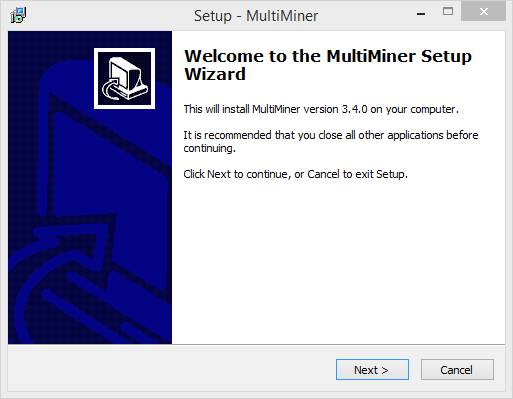 Setup - MultiMiner
Welcome to the MultiMiner Setup
Wizard
This will install MultiMiner version 3.4.0 on your computer.
It is recommended that you close all other applications before
continuing.
Click Next to continue, or Cancel to exit Setup.
Next >
Cancel